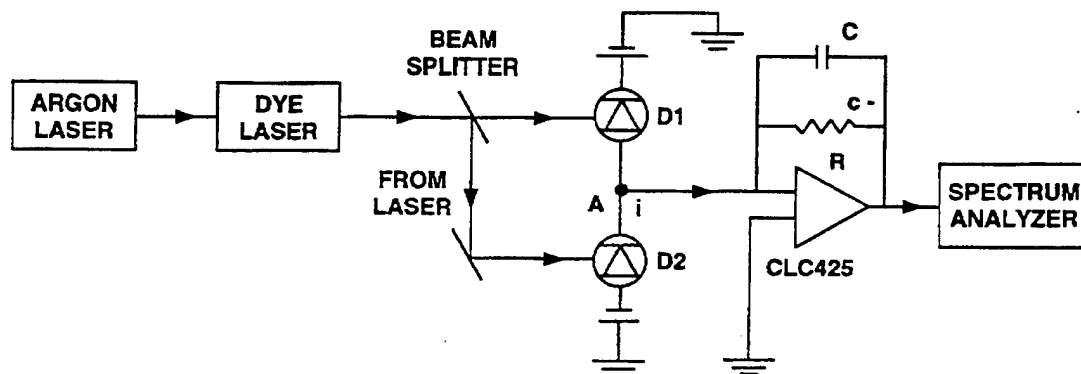 ARGON
LASER
DYE
LASER
BEAM
SPLITTER
FROM
LASER
D1
A
i
D2
C
c -
R
CLC425
SPECTRUM
ANALYZER